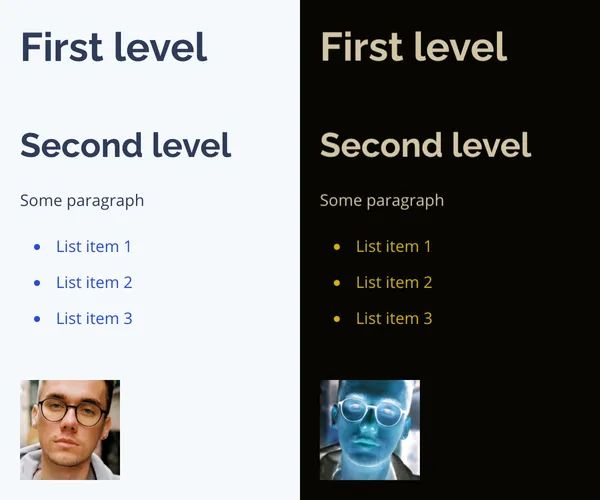 First level
Second level
Some paragraph
List item 1
List item 2
List item 3
First level
Second level
Some paragraph
List item 1
List item 2
List item 3